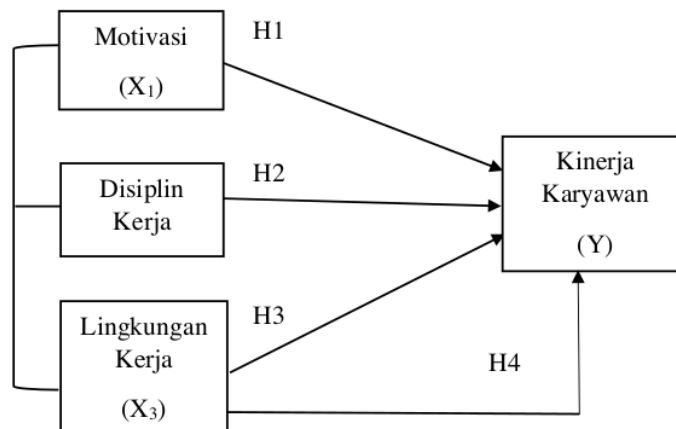 Motivasi
(X₁)
H1
Disiplin
Kerja
H2
Lingkungan
Kerja
(X₃)
H3
H4
Kinerja
Karyawan
(Y)